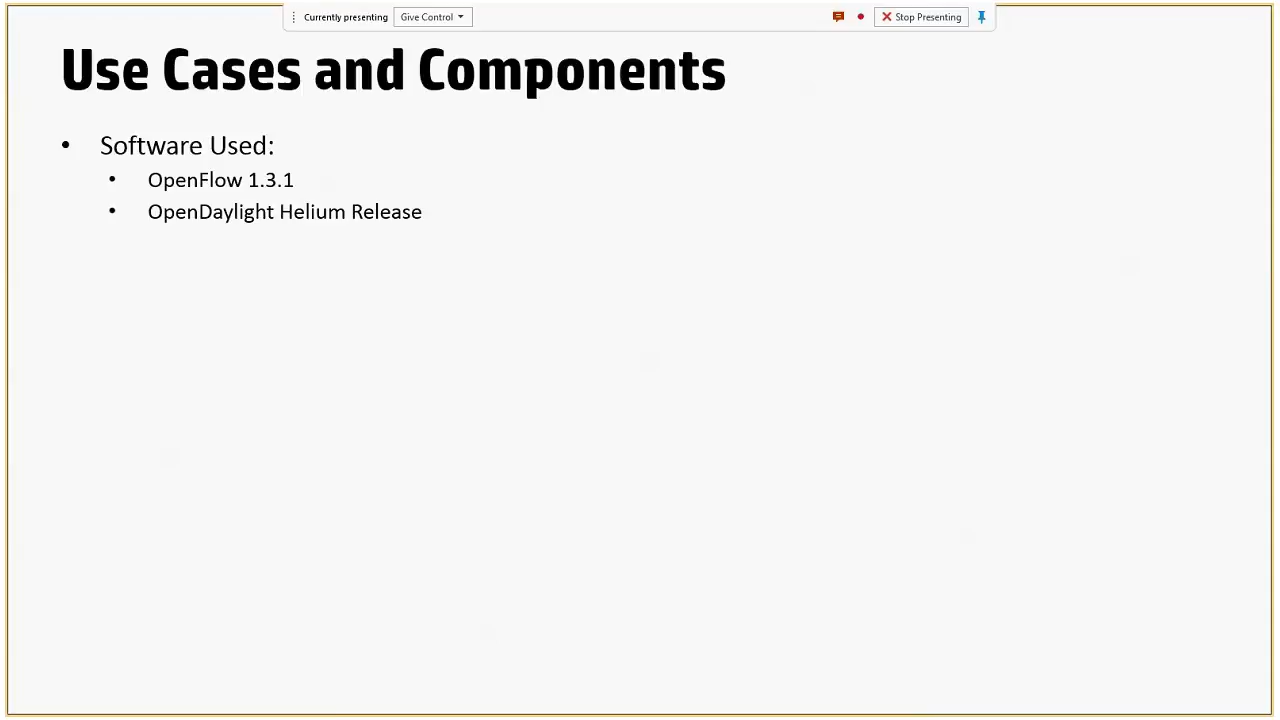 Currently presenting Give Control Stop Presenting
Use Cases and Components
• Software Used:
• OpenFlow 1.3.1
• OpenDaylight Helium Release